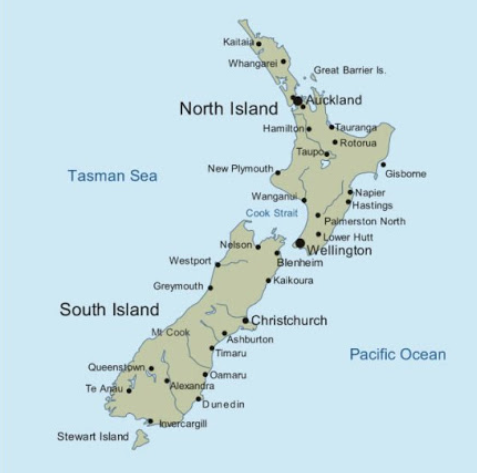 Kaitaia
Whangarei
Great Barrier Is.
North Island
Auckland
Hamilton
Tauranga
Rotorua
Taupo
New Plymouth
Gisborne
Tasman Sea
Wanganui
Napier
Hastings
Cook Strait
Palmerston North
Lower Hutt
Nelson
Wellington
Blenheim
Westport
Kaikoura
Greymouth
South Island
Christchurch
Mt Cook
Ashburton
Timaru
Pacific Ocean
Queenstown
Oamaru
Te Anau
Alexandra
Dunedin
Invercargill
Stewart Island